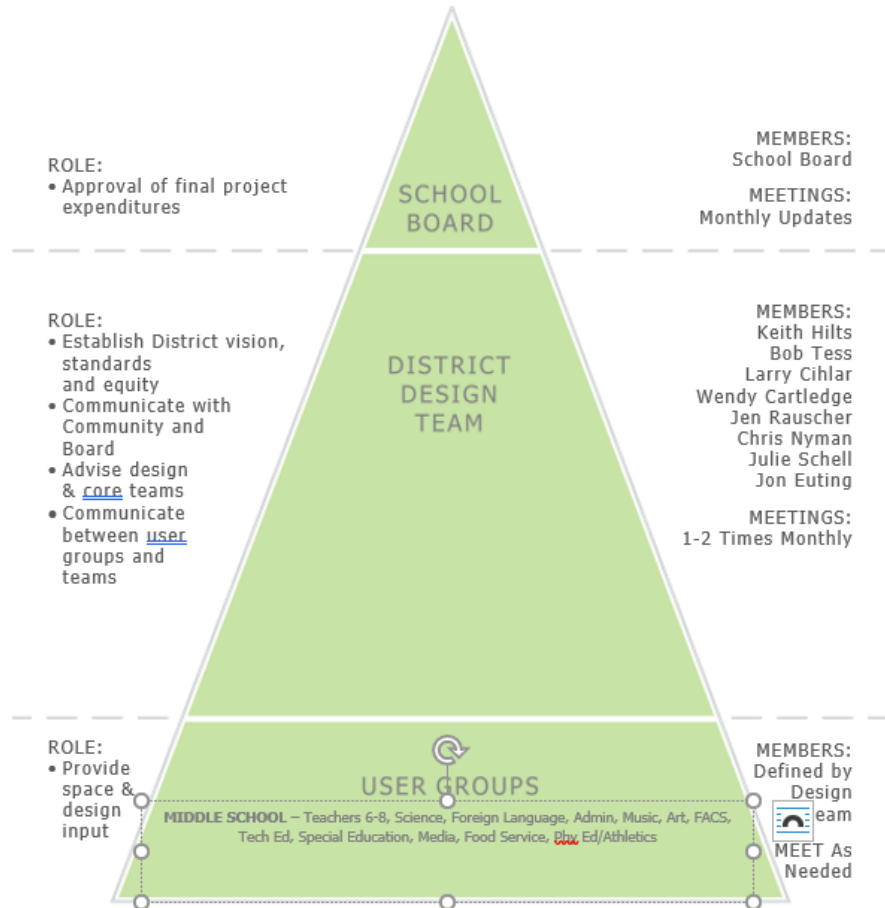 ROLE:
• Approval of final project
expenditures
SCHOOL
BOARD
MEMBERS:
School Board
MEETINGS:
Monthly Updates
ROLE:
• Establish District vision,
standards
and equity
• Communicate with
Community and
Board
• Advise design
& core teams
• Communicate
between user
groups and
teams
DISTRICT
DESIGN
TEAM
MEMBERS:
Keith Hilts
Bob Tess
Larry Cihlar
Wendy Cartledge
Jen Rauscher
Chris Nyman
Julie Schell
Jon Euting
MEETINGS:
1-2 Times Monthly
ROLE:
• Provide
space &
design
input
USER GROUPS
MIDDLE SCHOOL – Teachers 6-8, Science, Foreign Language, Admin, Music, Art, FACS,
Tech Ed, Special Education, Media, Food Service, Phy Ed/Athletics
MEMBERS:
Defined by
Design
eam
MEET As
Needed